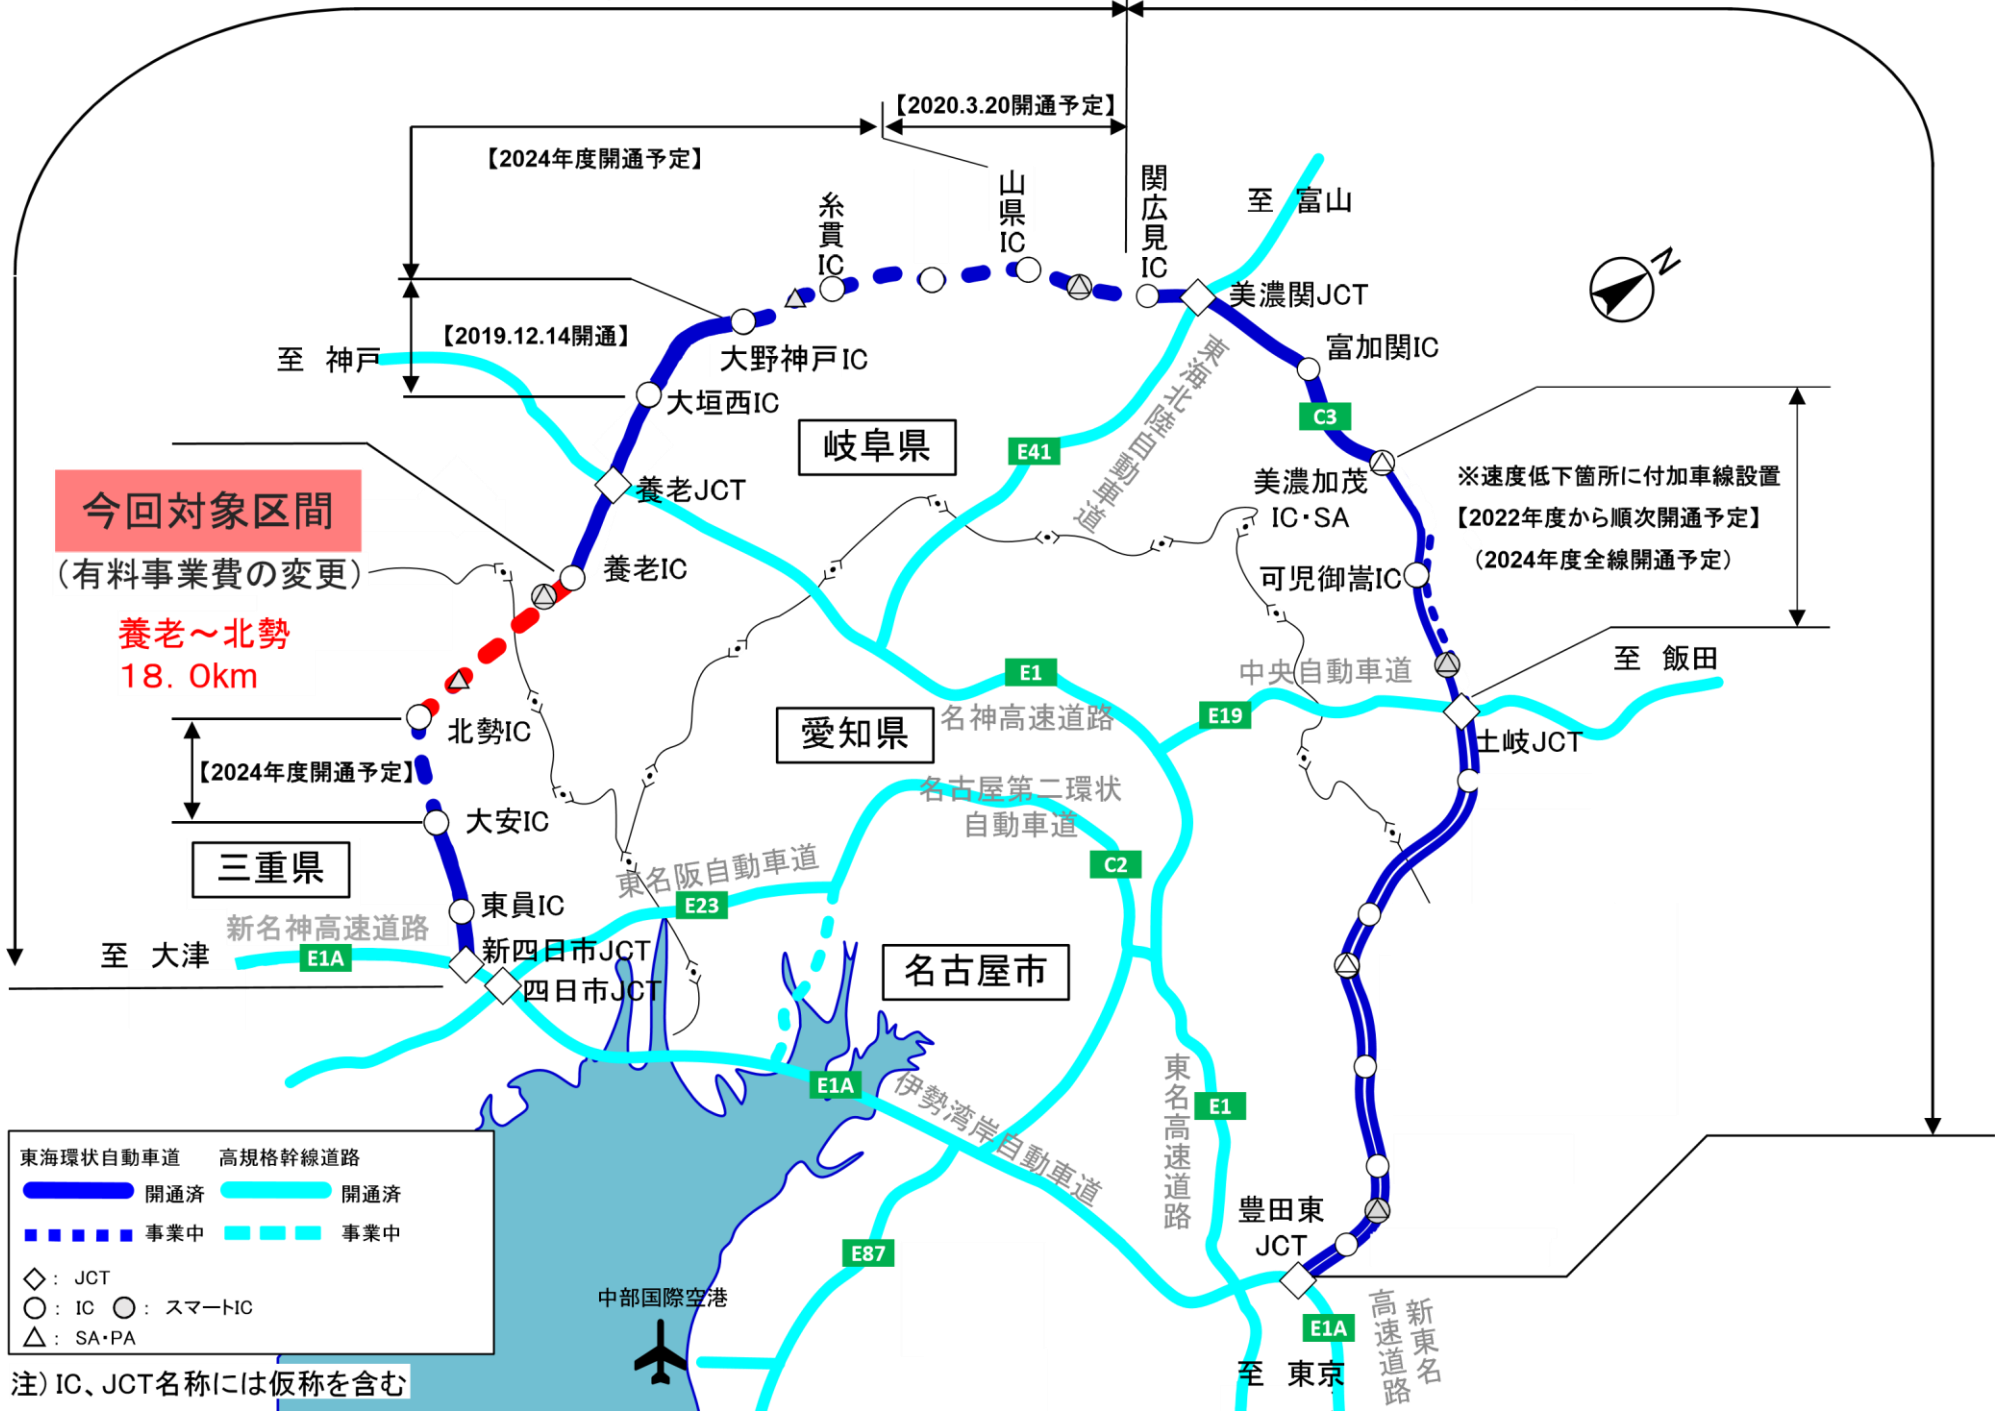 【2020.3.20開通予定】
【2024年度開通予定】
糸貫IC
山県IC
関広見IC
至 富山
N
【2019.12.14開通】
至 神戸
大野神戸IC
美濃関JCT
富加関IC
大垣西IC
東海北陸自動車道
C3
岐阜県
E41
今回対象区間
(有料事業費の変更)
養老~北勢
18.0km
養老JCT
美濃加茂
IC・SA
※速度低下箇所に付加車線設置
【2022年度から順次開通予定】
(2024年度全線開通予定)
養老IC
可児御嵩IC
至 飯田
中央自動車道
E1
名神高速道路
E19
愛知県
土岐JCT
北勢IC
【2024年度開通予定】
大安IC
名古屋第二環状
自動車道
C2
三重県
東名阪自動車道
E23
東員IC
新名神高速道路
至 大津
E1A
新四日市JCT
四日市JCT
名古屋市
E1A
伊勢湾岸自動車道
東名高速道路
E1
豊田東
JCT
E87
中部国際空港
E1A
新東名
高速道路
至 東京
東海環状自動車道 高規格幹線道路
開通済 開通済
事業中 事業中
: JCT
: IC : スマートIC
: SA・PA
注)IC、JCT名称には仮称を含む